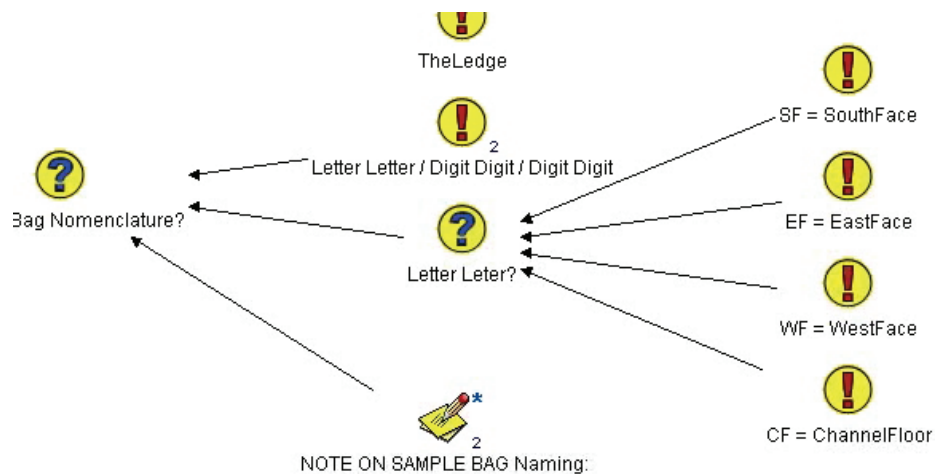 TheLedge
2
Letter Letter / Digit Digit / Digit Digit
Bag Nomenclature?
Letter Leter?
SF = SouthFace
EF = EastFace
WF = WestFace
CF = ChannelFloor
*
2
NOTE ON SAMPLE BAG Naming: